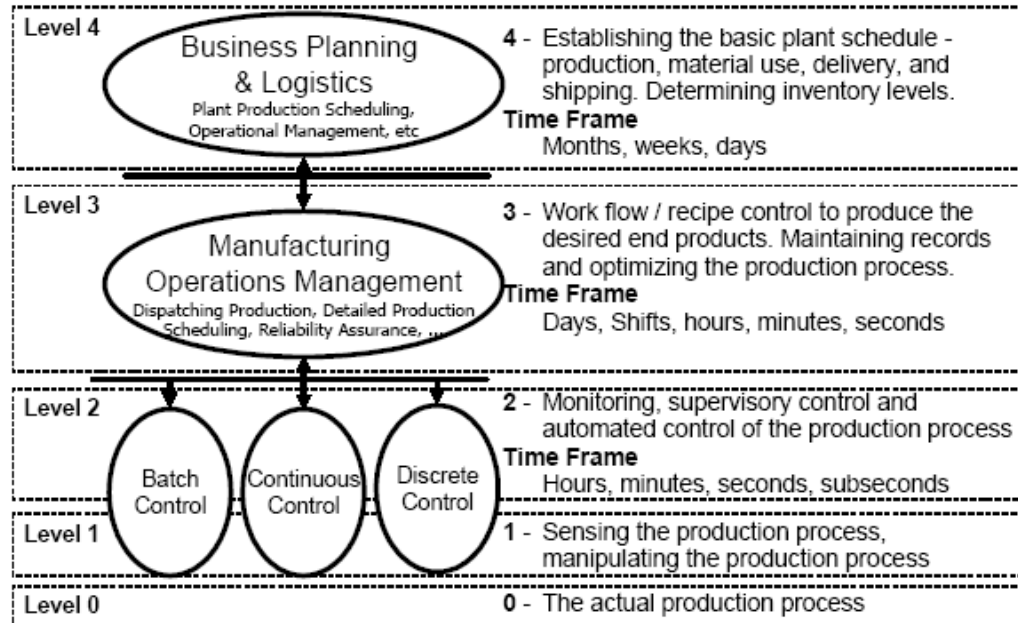 Level 4
Business Planning
& Logistics
Plant Production Scheduling,
Operational Management, etc
4 - Establishing the basic plant schedule -
production, material use, delivery, and
shipping. Determining inventory levels.
Time Frame
Months, weeks, days
Level 3
Manufacturing
Operations Management
Dispatching Production, Detailed Production
Scheduling, Reliability Assurance, ...
3 - Work flow / recipe control to produce the
desired end products. Maintaining records
and optimizing the production process.
Time Frame
Days, Shifts, hours, minutes, seconds
Level 2
Batch
Control
Continuous
Control
Discrete
Control
2 - Monitoring, supervisory control and
automated control of the production process
Time Frame
Hours, minutes, seconds, subseconds
Level 1
1 - Sensing the production process,
manipulating the production process
Level 0
0 - The actual production process